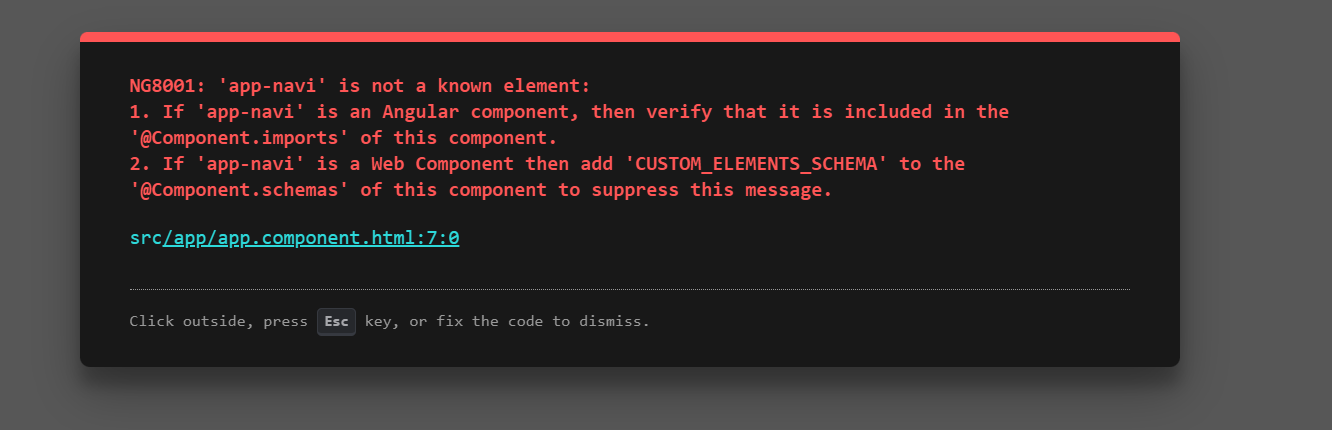 NG8001: 'app-navi' is not a known element:
1. If 'app-navi' is an Angular component, then verify that it is included in the
'@Component.imports' of this component.
2. If 'app-navi' is a Web Component then add 'CUSTOM_ELEMENTS_SCHEMA' to the
'@Component.schemas' of this component to suppress this message.
src/app/app.component.html:7:0
Click outside, press Esc key, or fix the code to dismiss.